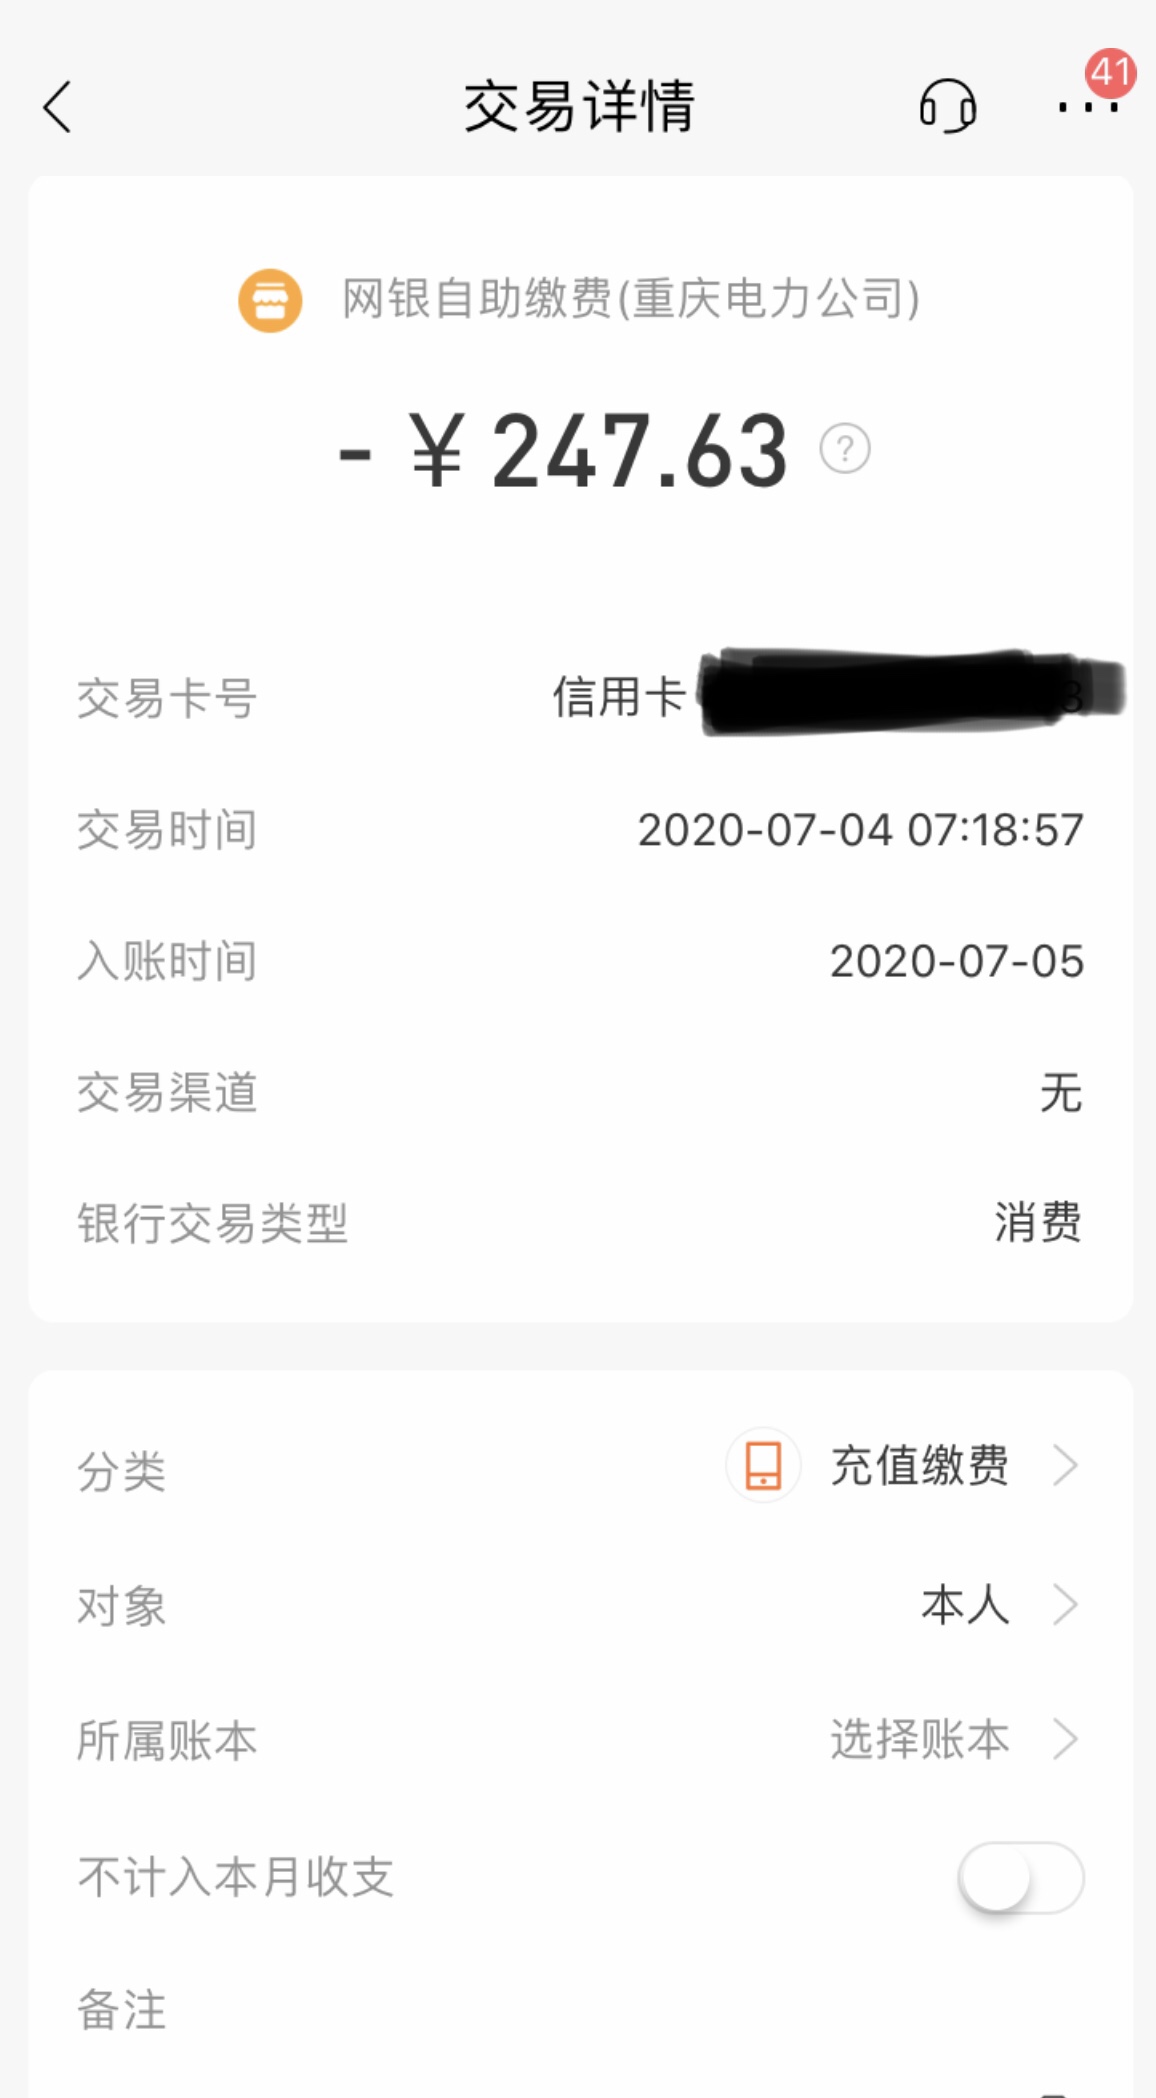 交易详情
41
网银自助缴费(重庆电力公司)
- ¥ 247.63 ?
交易卡号 信用卡
交易时间 2020-07-04 07:18:57
入账时间 2020-07-05
交易渠道 无
银行交易类型 消费
分类 充值缴费
对象 本人
所属账本 选择账本
不计入本月收支
备注